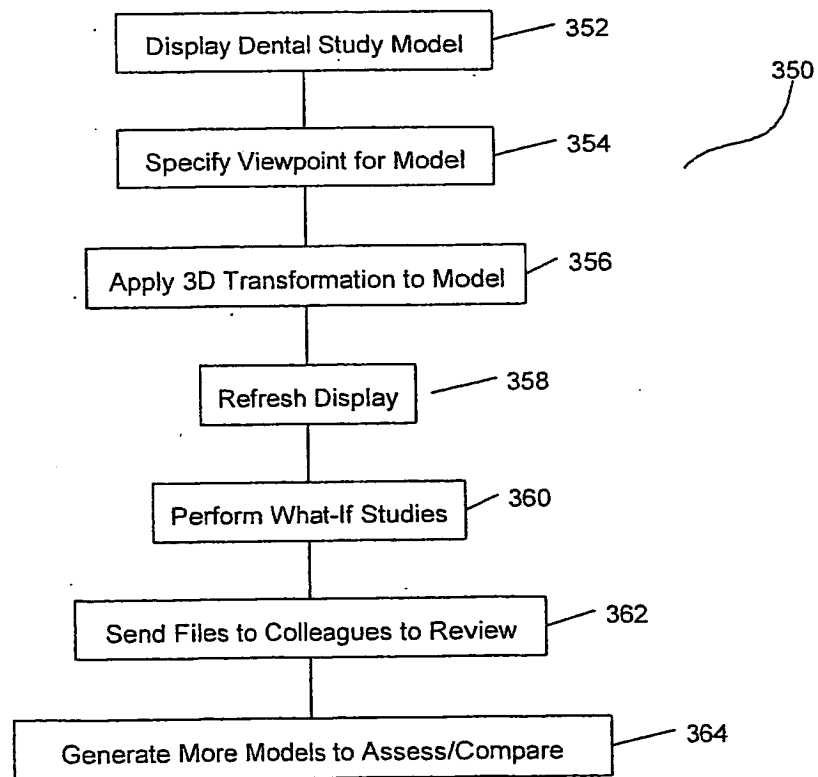 Display Dental Study Model
352
350
Specify Viewpoint for Model
354
Apply 3D Transformation to Model
356
Refresh Display
358
Perform What-If Studies
360
Send Files to Colleagues to Review
362
Generate More Models to Assess/Compare
364